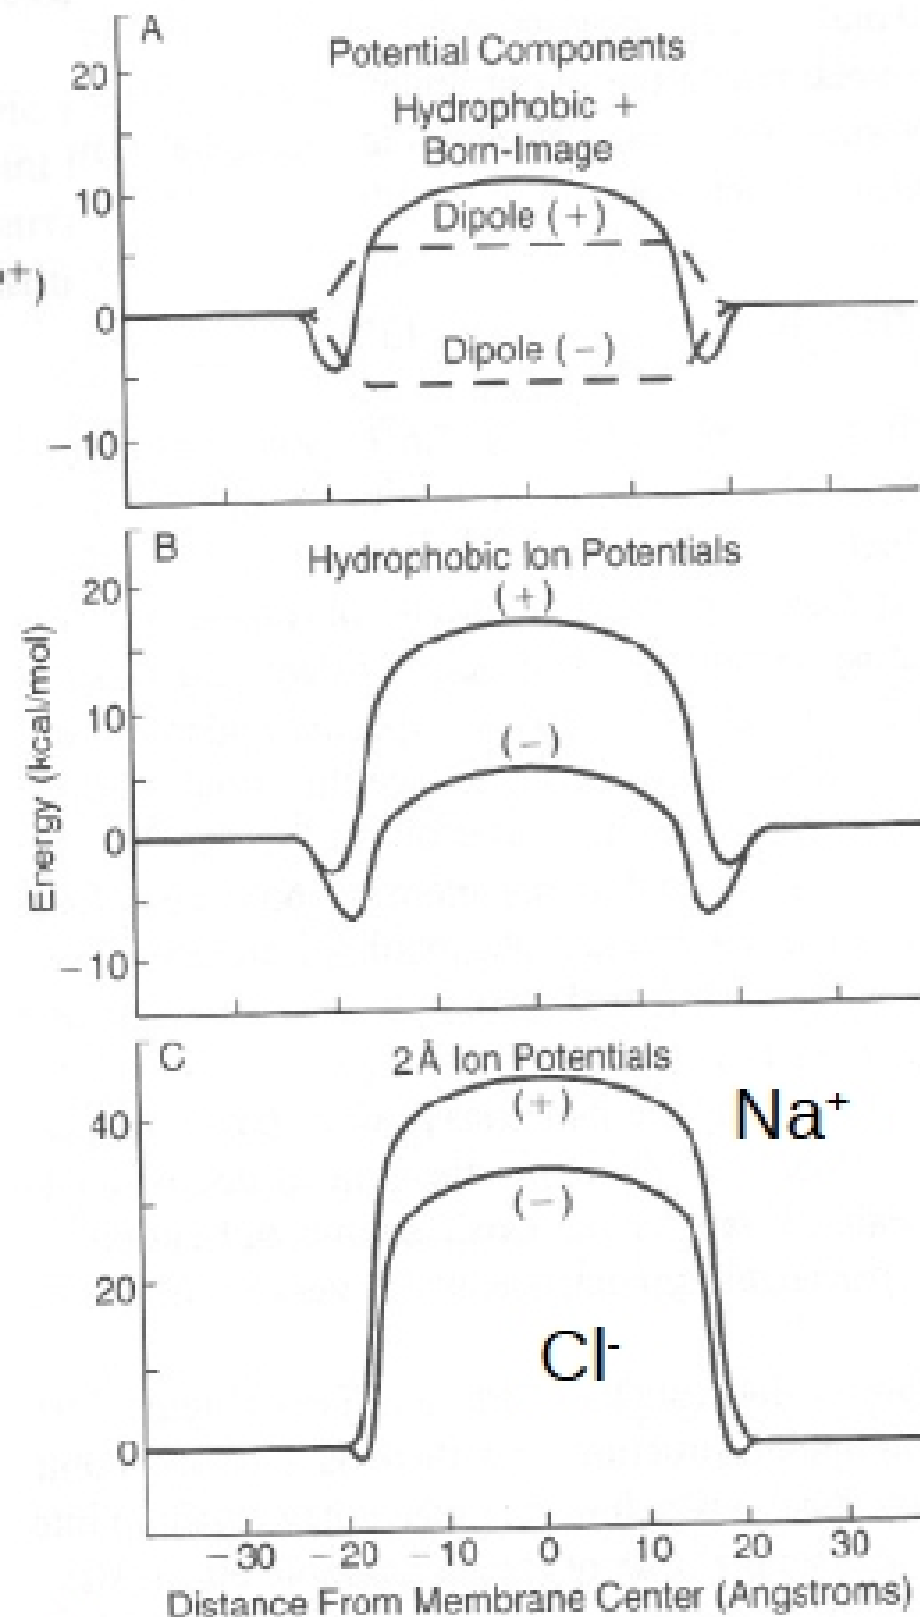 A
Potential Components
20
Hydrophobic +
Born-Image
10
Dipole (+)
+)
0
Dipole (-)
-10
B
Hydrophobic Ion Potentials
20
(+)
10
(-)
0
-10
Energy (kcal/mol)
C
2Å Ion Potentials
(+)
Na⁺
40
(-)
20
Cl⁻
0
-30 -20 -10 0 10 20 30
Distance From Membrane Center (Angstroms)